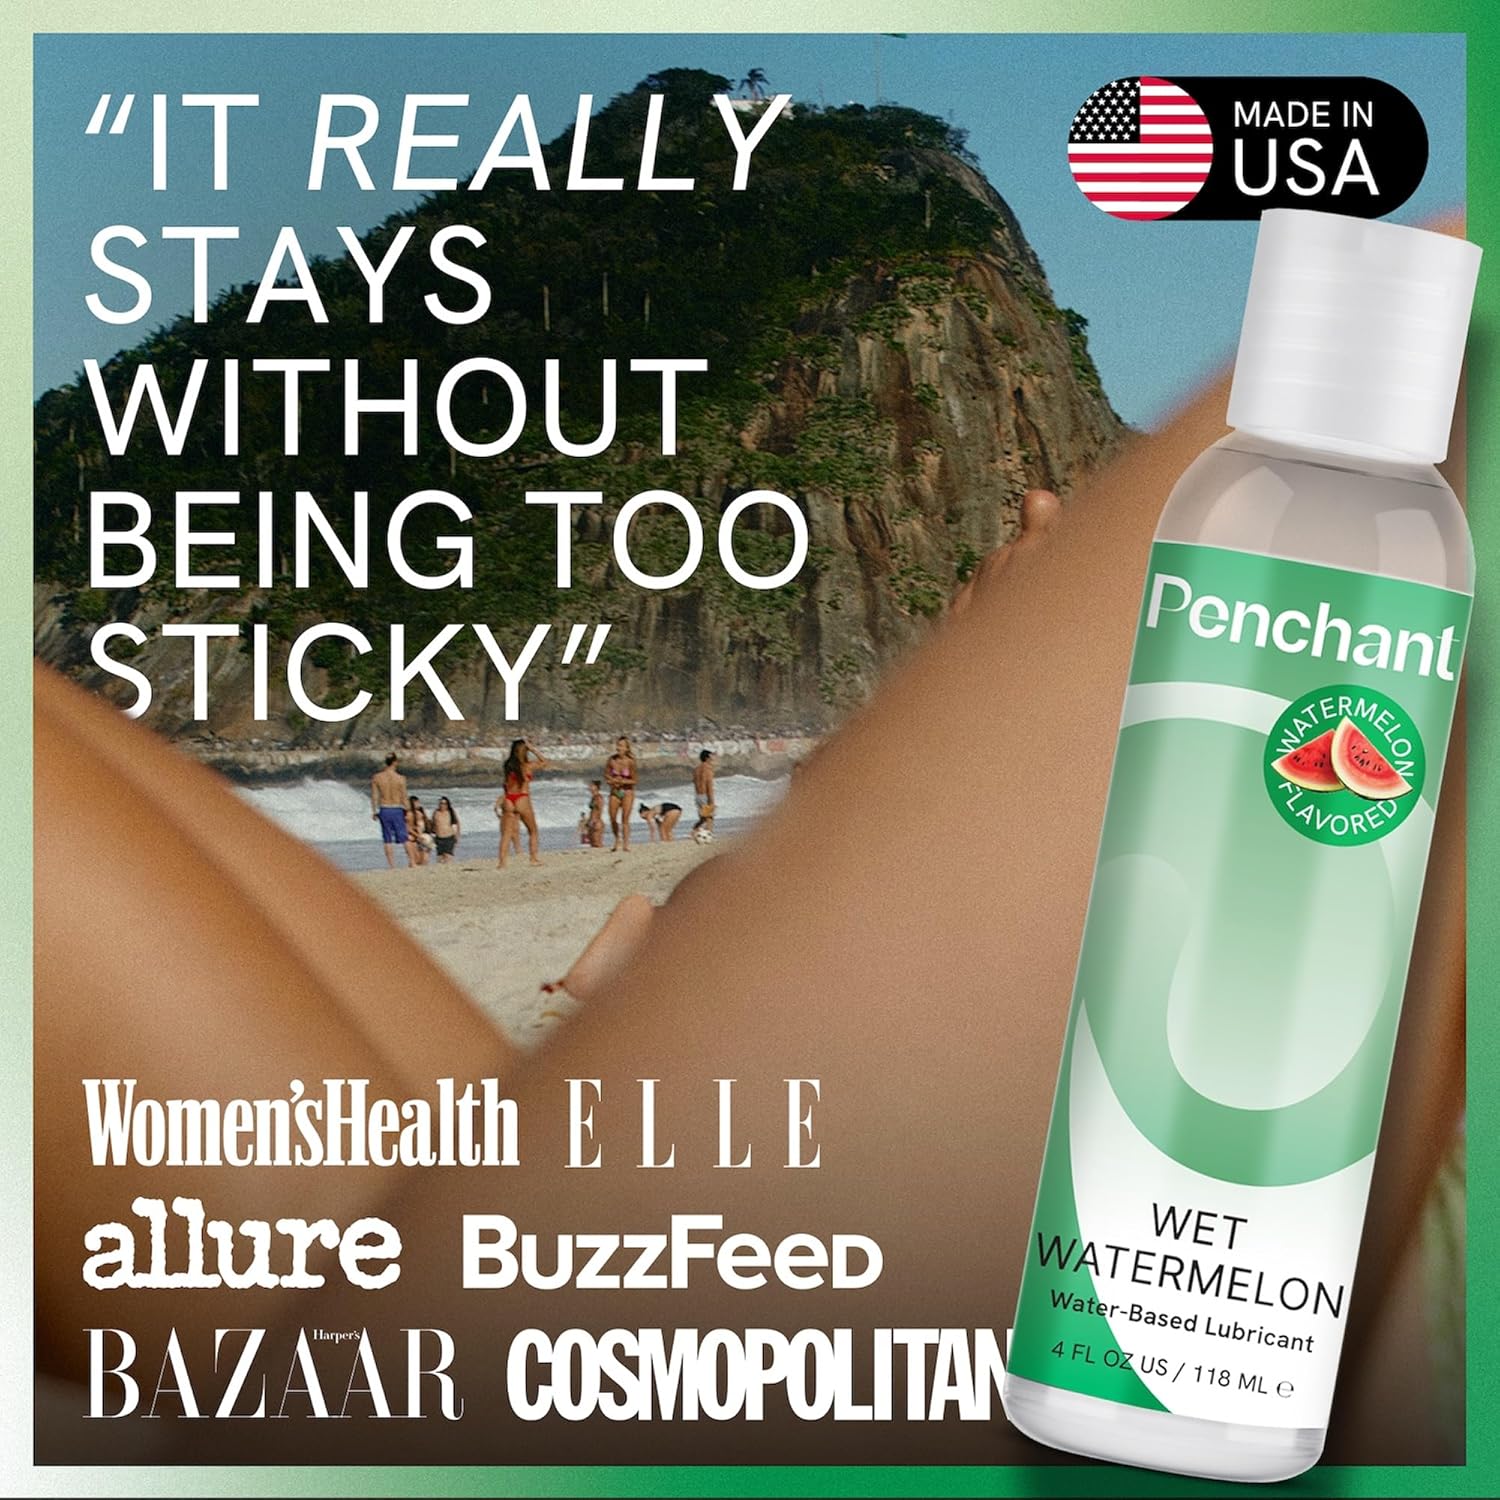 “IT REALLY
STAYS
WITHOUT
BEING TOO
STICKY”
MADE IN
USA
Penchant
WATERMELON
FLAVORED
WET
WATERMELON
Water-Based Lubricant
4 FL OZ US / 118 ML ℮
Women'sHealth
ELLE
allure
BuzzFeed
Harper's
BAZAAR
COSMOPOLITAN